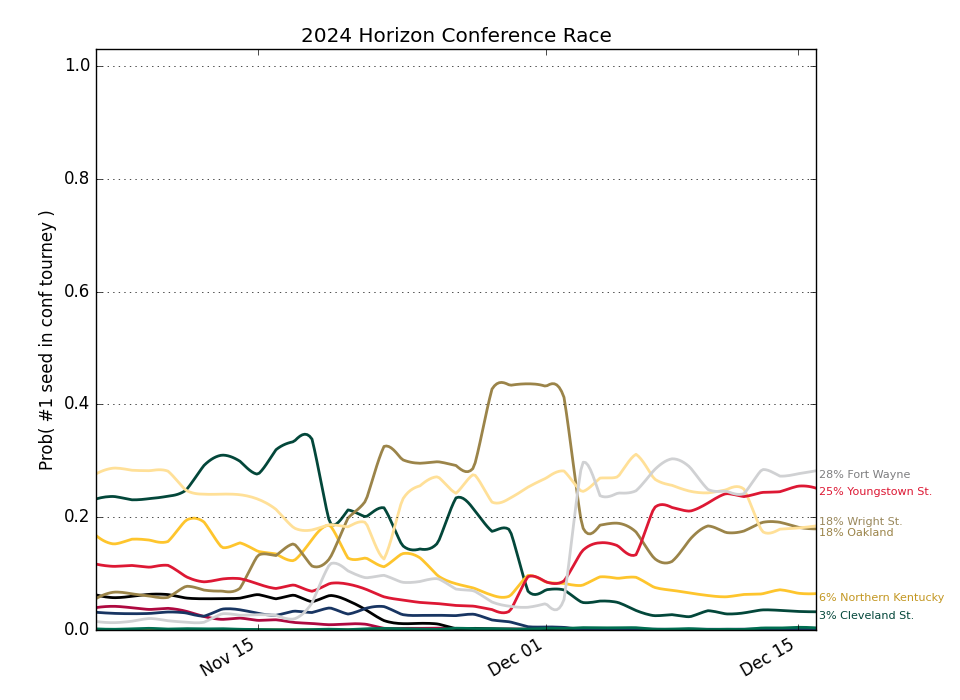 2024 Horizon Conference Race
Prob( #1 seed in conf tourney )
1.0
0.8
0.6
0.4
0.2
0.0
Nov 15
Dec 01
Dec 15
28% Fort Wayne
25% Youngstown St.
18% Wright St.
18% Oakland
6% Northern Kentucky
3% Cleveland St.